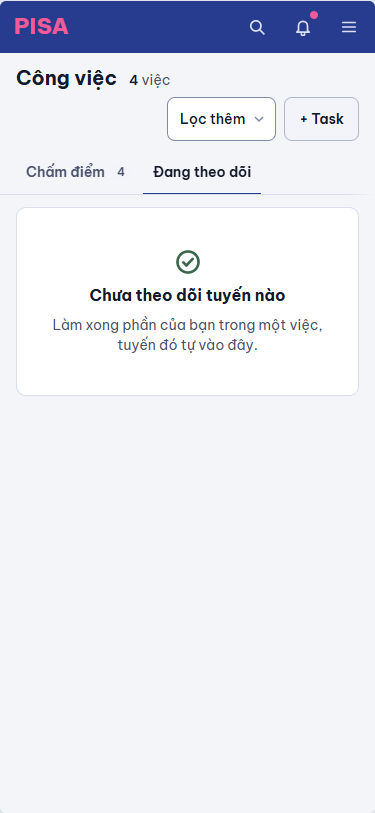 PISA
Công việc 4 việc
Lọc thêm + Task
Chấm điểm 4 Đang theo dõi
Chưa theo dõi tuyến nào
Làm xong phần của bạn trong một việc,
tuyến đó tự vào đây.